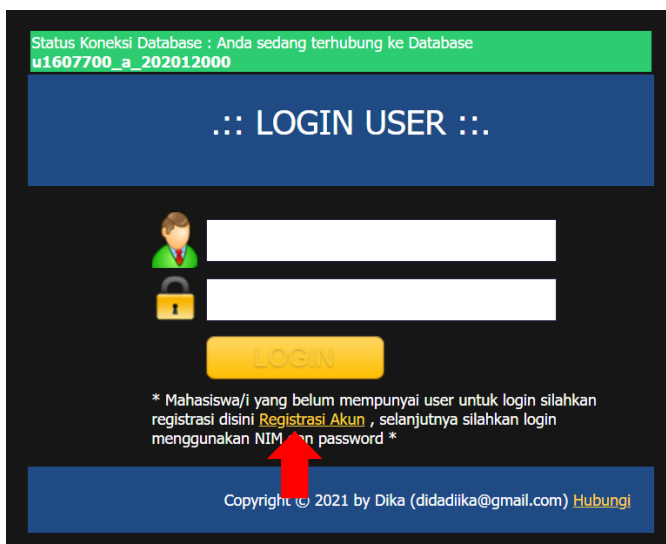 Status Koneksi Database : Anda sedang terhubung ke Database
u1607700_a_202012000
.:: LOGIN USER ::.
LOGIN
* Mahasiswa/i yang belum mempunyai user untuk login silahkan
registrasi disini Registrasi Akun , selanjutnya silahkan login
menggunakan NIM dan password *
Copyright © 2021 by Dika (didadiika@gmail.com) Hubungi